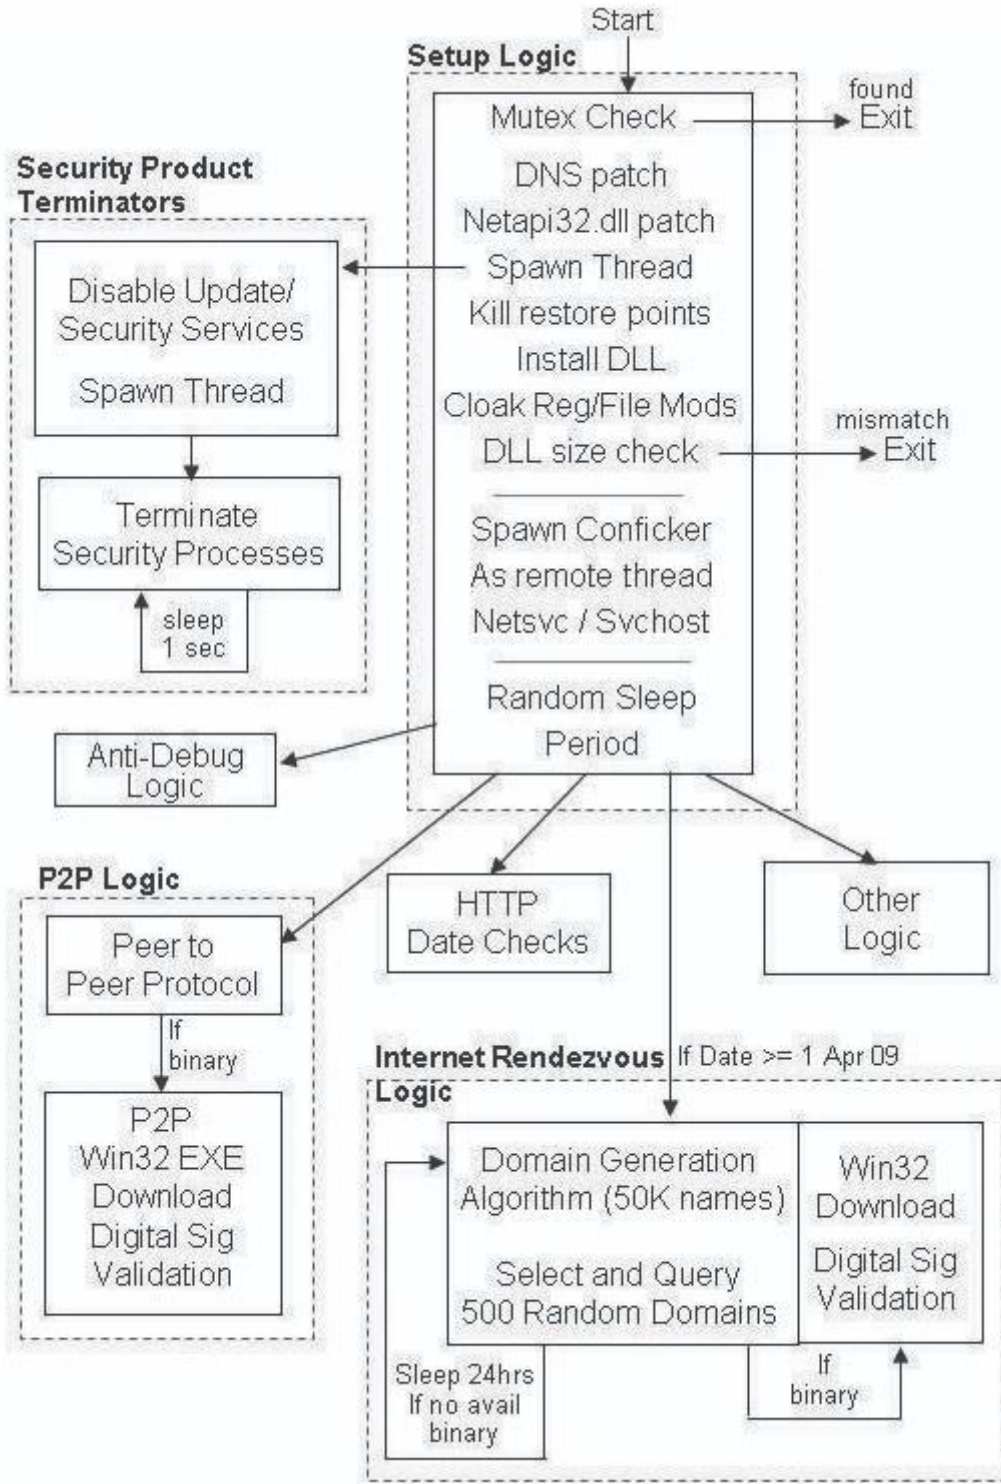 Start
Setup Logic
Mutex Check
found
Exit
DNS patch
Netapi32.dll patch
Spawn Thread
Kill restore points
Install DLL
Cloak Reg/File Mods
DLL size check
mismatch
Exit
Spawn Conficker
As remote thread
Netsvc / Svchost
Random Sleep
Period
Security Product
Terminators
Disable Update/
Security Services
Spawn Thread
Terminate
Security Processes
sleep
1 sec
Anti-Debug
Logic
P2P Logic
Peer to
Peer Protocol
If
binary
P2P
Win32 EXE
Download
Digital Sig
Validation
HTTP
Date Checks
Other
Logic
Internet Rendezvous
Logic
If Date >= 1 Apr 09
Domain Generation
Algorithm (50K names)
Select and Query
500 Random Domains
Win32
Download
Digital Sig
Validation
Sleep 24hrs
If no avail
binary
If
binary